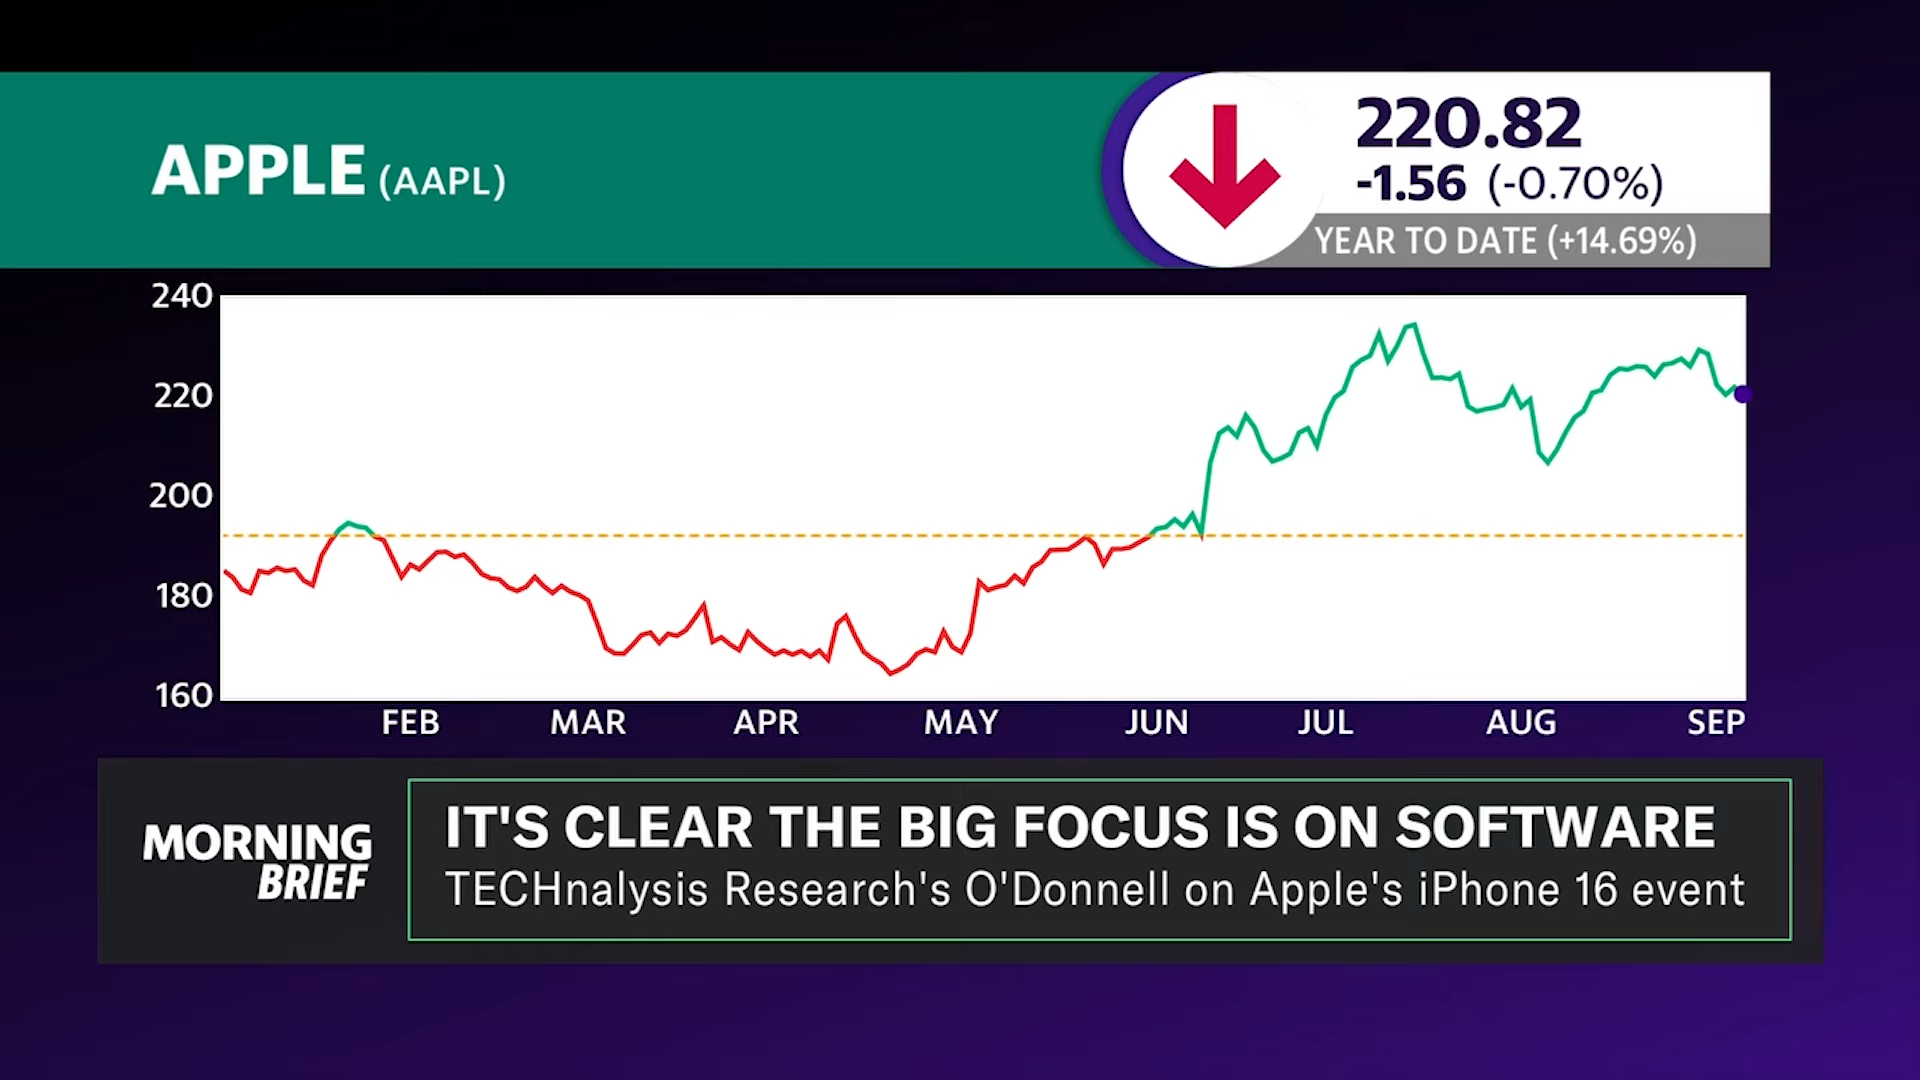 APPLE (AAPL)
220.82
-1.56 (-0.70%)
YEAR TO DATE (+14.69%)
240
220
200
180
160
FEB MAR APR MAY JUN JUL AUG SEP
MORNING
BRIEF
IT'S CLEAR THE BIG FOCUS IS ON SOFTWARE
TECHnalysis Research's O'Donnell on Apple's iPhone 16 event